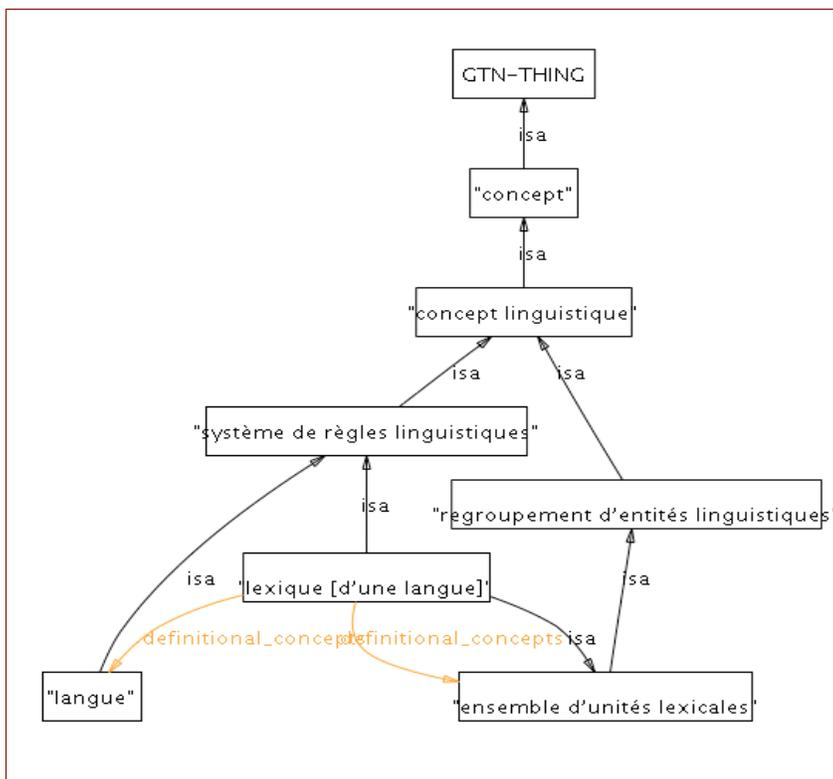 GTN-THING
isa
"concept"
isa
"concept linguistique"
isa
isa
"système de règles linguistiques"
isa
"regroupement d'entités linguistiques"
isa
isa
"lexique [d'une langue]"
definitional_concepts
definitional_concepts
isa
"langue"
"ensemble d'unités lexicales"